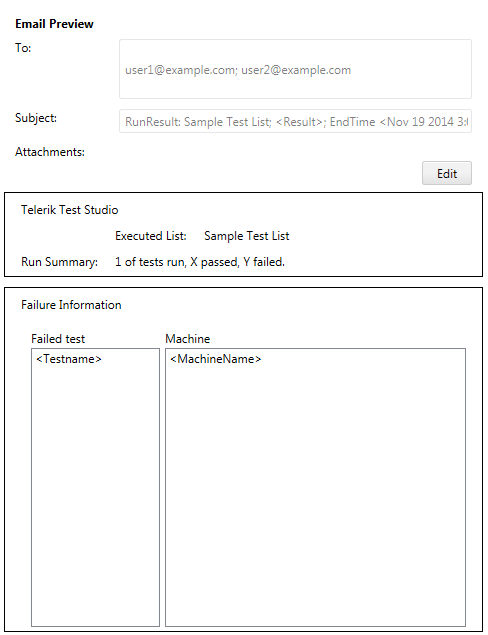 Email Preview
To:
user1@example.com; user2@example.com
Subject:
RunResult: Sample Test List; <Result>; EndTime <Nov 19 2014 3:
Attachments:
Edit
Telerik Test Studio
Executed List: Sample Test List
Run Summary: 1 of tests run, X passed, Y failed.
Failure Information
Failed test Machine
<Testname> <MachineName>